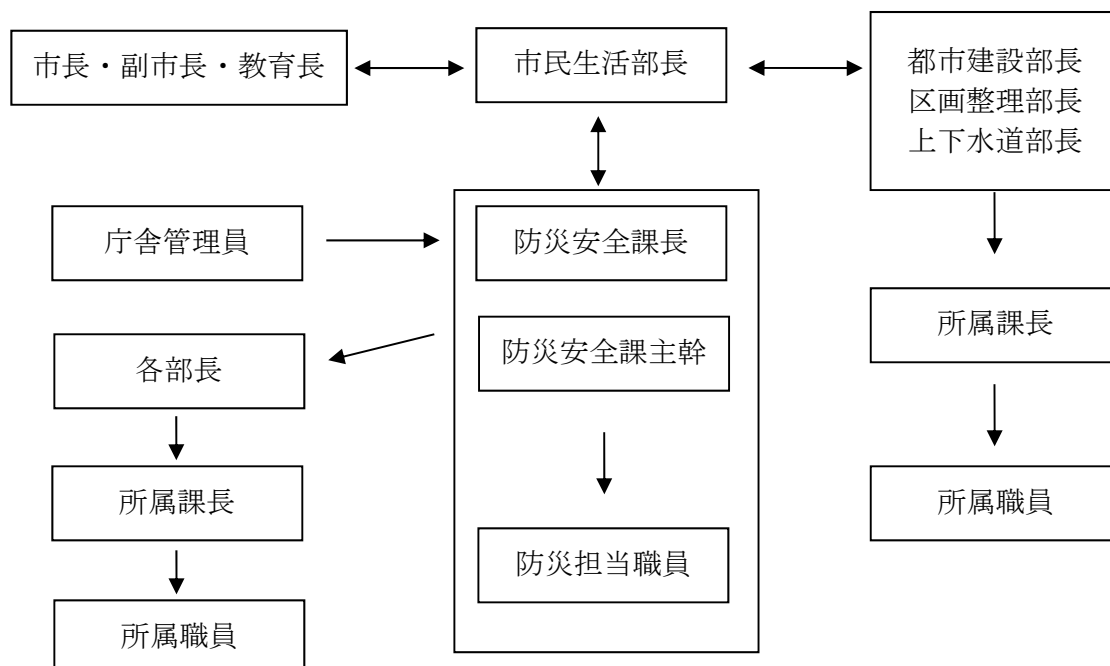 市長・副市長・教育長
市民生活部長
都市建設部長
区画整理部長
上下水道部長
庁舎管理員
防災安全課長
所属課長
防災安全課主幹
各部長
所属課長
所属職員
防災担当職員
所属職員